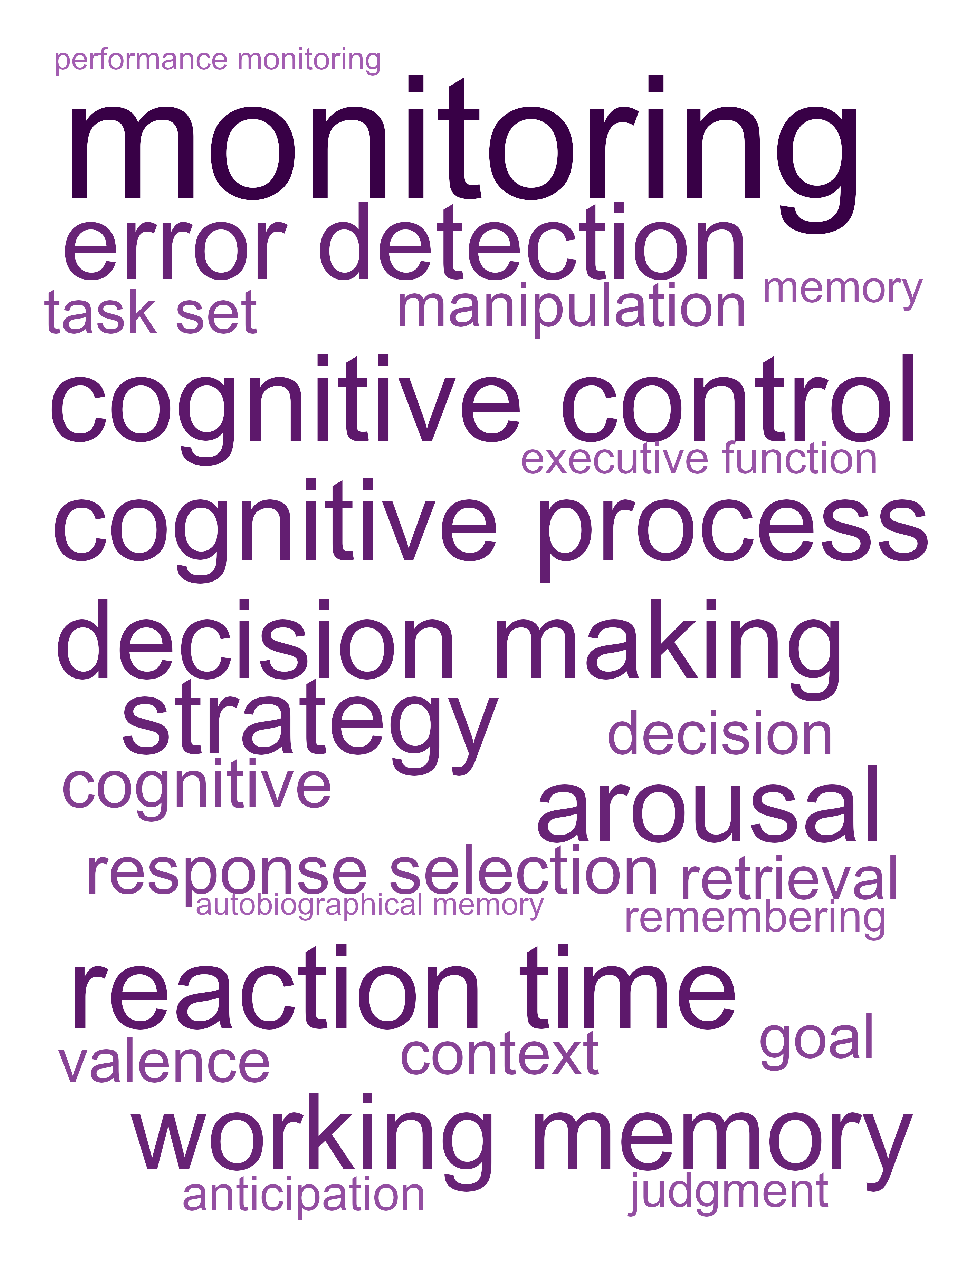 performance monitoring
monitoring
error detection
task set manipulation memory
cognitive control
executive function
cognitive process
decision making
strategy decision
cognitive arousal
response selection retrieval
autobiographical memory remembering
reaction time
valence context goal
working memory
anticipation judgment